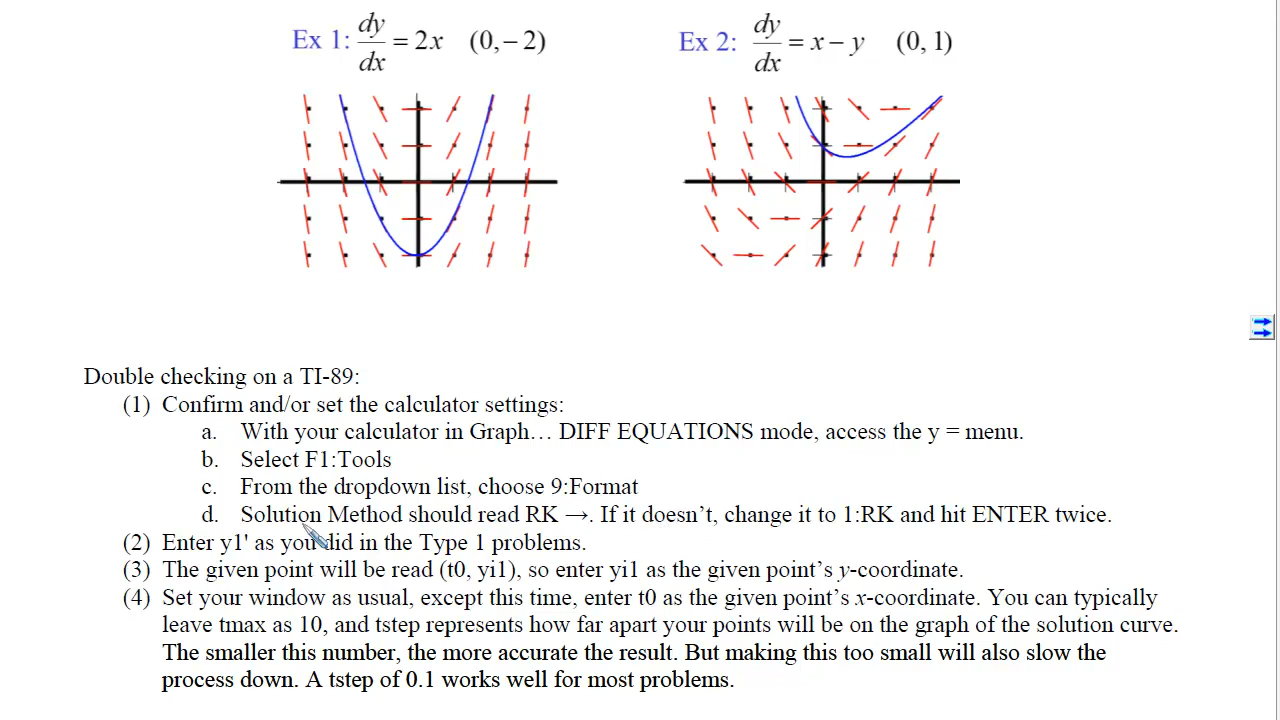 Ex 1: dy/dx = 2x (0, – 2)
Ex 2: dy/dx = x – y (0, 1)
Double checking on a TI-89:
(1) Confirm and/or set the calculator settings:
a. With your calculator in Graph… DIFF EQUATIONS mode, access the y = menu.
b. Select F1:Tools
c. From the dropdown list, choose 9:Format
d. Solution Method should read RK →. If it doesn’t, change it to 1:RK and hit ENTER twice.
(2) Enter y1' as you did in the Type 1 problems.
(3) The given point will be read (t0, yi1), so enter yi1 as the given point’s y-coordinate.
(4) Set your window as usual, except this time, enter t0 as the given point’s x-coordinate. You can typically
leave tmax as 10, and tstep represents how far apart your points will be on the graph of the solution curve.
The smaller this number, the more accurate the result. But making this too small will also slow the
process down. A tstep of 0.1 works well for most problems.